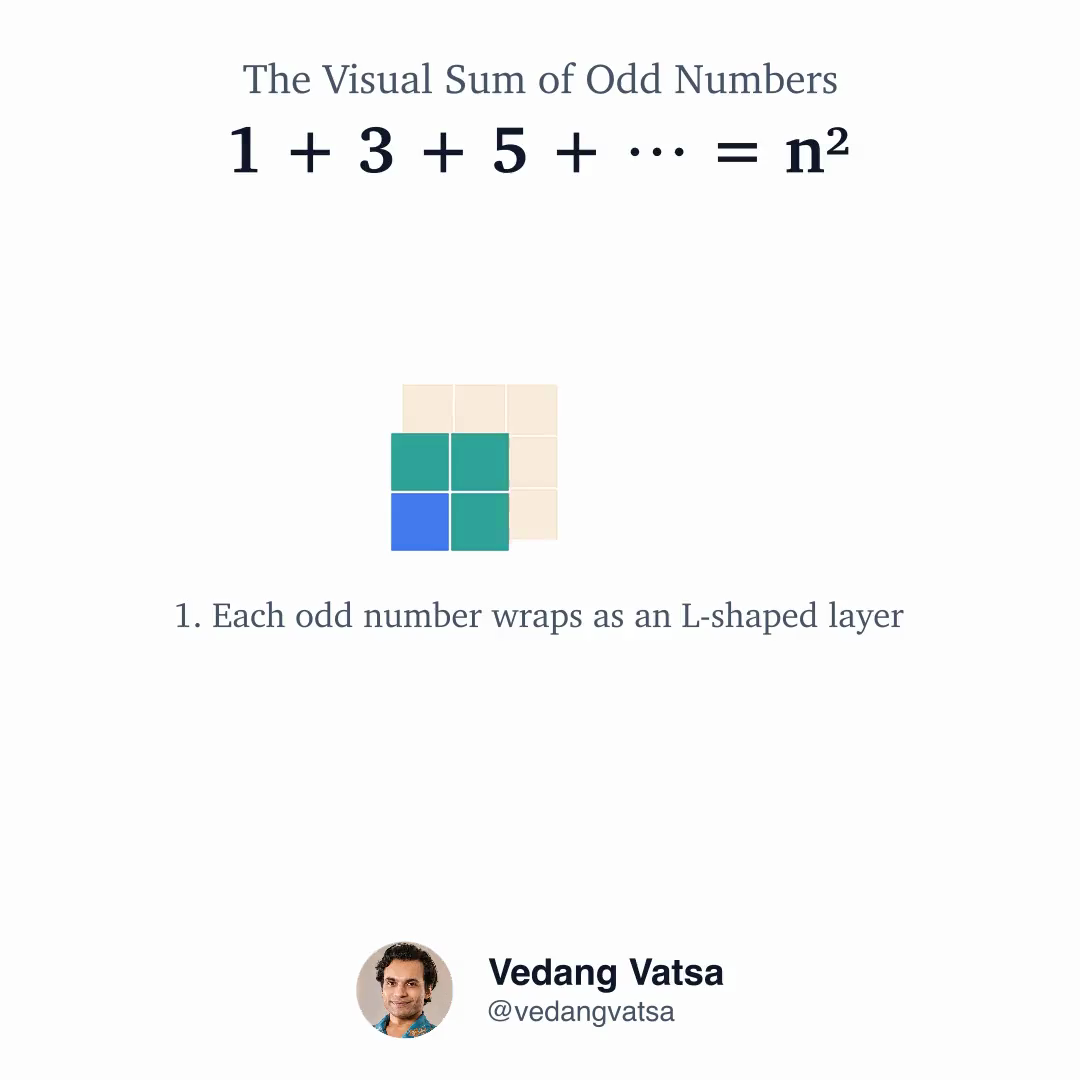 The Visual Sum of Odd Numbers
1 + 3 + 5 + ⋯ = n²
1. Each odd number wraps as an L-shaped layer
Vedang Vatsa
@vedangvatsa